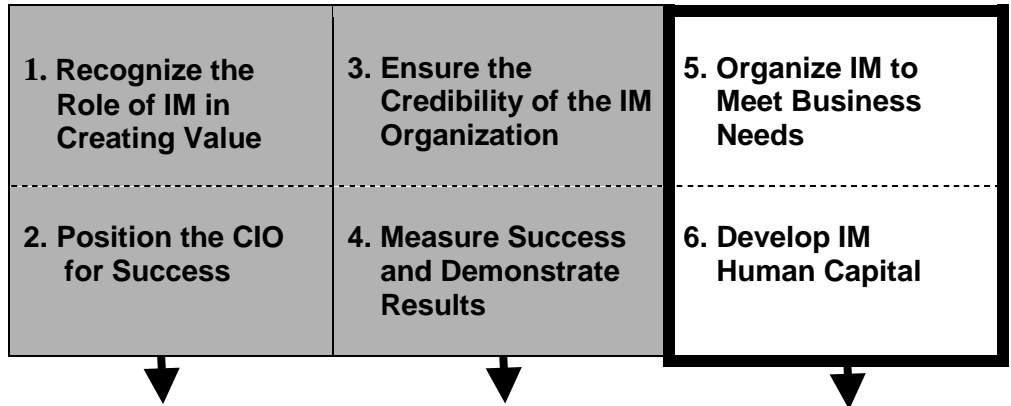 1. Recognize the
Role of IM in
Creating Value
2. Position the CIO
for Success
3. Ensure the
Credibility of the IM
Organization
4. Measure Success
and Demonstrate
Results
5. Organize IM to
Meet Business
Needs
6. Develop IM
Human Capital